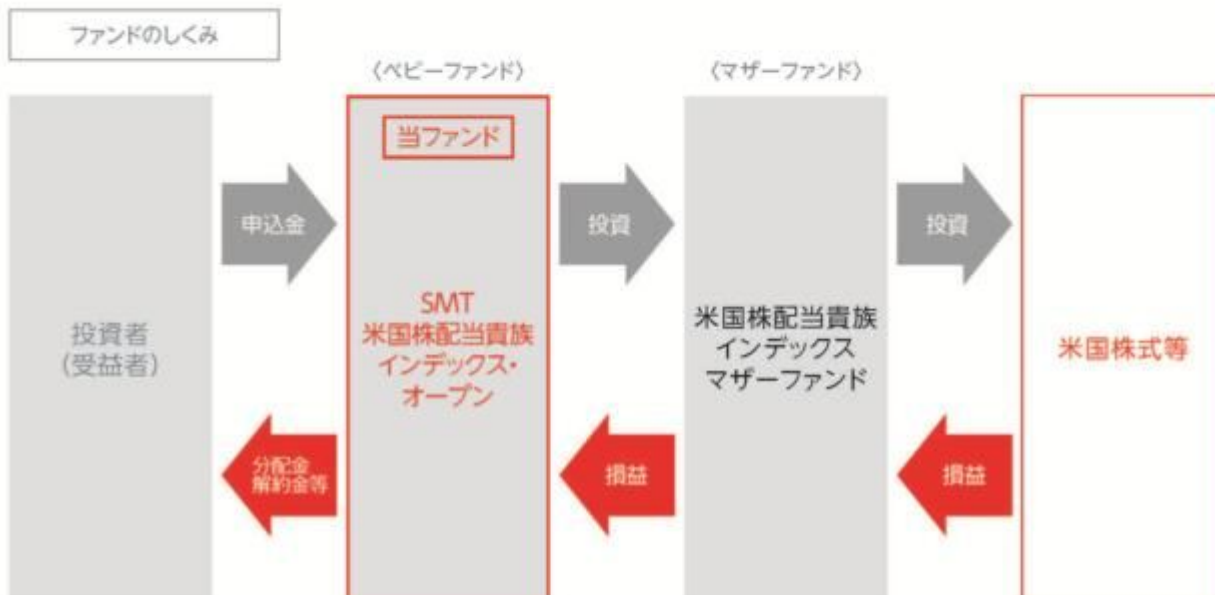 ファンドのしくみ
〈ベビーファンド〉
〈マザーファンド〉
当ファンド
申込金
投資
投資
投資者
(受益者)
SMT
米国株配当貴族
インデックス・
オープン
米国株配当貴族
インデックス
マザーファンド
米国株式等
分配金
解約金等
損益
損益